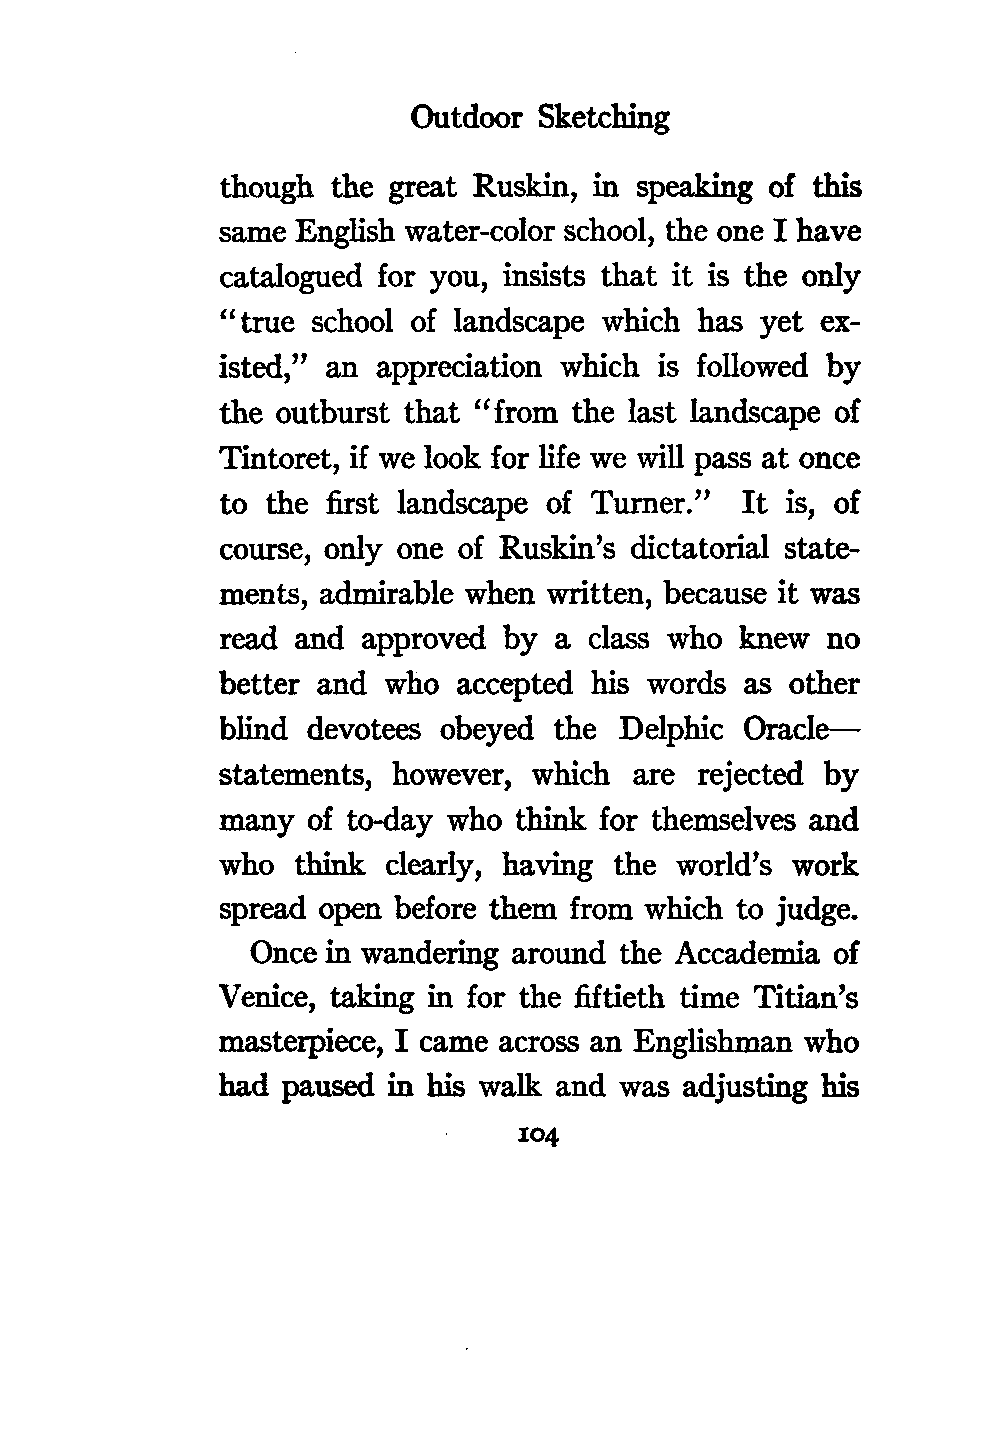 Outdoor Sketching
though the great Ruskin, in speaking of this
same English water-color school, the one I have
catalogued for you, insists that it is the only
“true school of landscape which has yet ex-
isted,” an appreciation which is followed by
the outburst that “from the last landscape of
Tintoret, if we look for life we will pass at once
to the first landscape of Turner.” It is, of
course, only one of Ruskin’s dictatorial state-
ments, admirable when written, because it was
read and approved by a class who knew no
better and who accepted his words as other
blind devotees obeyed the Delphic Oracle—
statements, however, which are rejected by
many of to-day who think for themselves and
who think clearly, having the world’s work
spread open before them from which to judge.
Once in wandering around the Accademia of
Venice, taking in for the fiftieth time Titian’s
masterpiece, I came across an Englishman who
had paused in his walk and was adjusting his
104